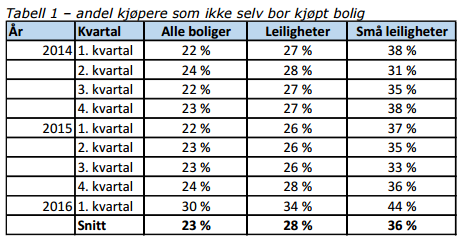 Tabell 1 – andel kjøpere som ikke selv bor kjøpt bolig
År Kvartal Alle boliger Leiligheter Små leiligheter
2014 1. kvartal 22 % 27 % 38 %
2. kvartal 24 % 28 % 31 %
3. kvartal 22 % 27 % 35 %
4. kvartal 23 % 27 % 38 %
2015 1. kvartal 22 % 26 % 37 %
2. kvartal 23 % 26 % 35 %
3. kvartal 23 % 26 % 33 %
4. kvartal 24 % 28 % 36 %
2016 1. kvartal 30 % 34 % 44 %
Snitt 23 % 28 % 36 %